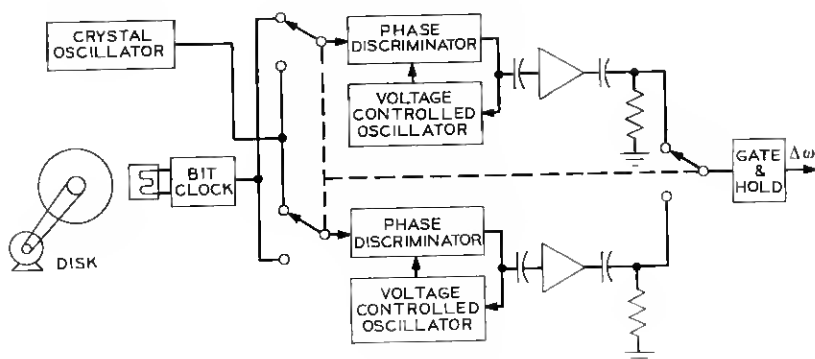 CRYSTAL
OSCILLATOR
PHASE
DISCRIMINATOR
VOLTAGE
CONTROLLED
OSCILLATOR
BIT
CLOCK
DISK
GATE
&
HOLD
Δω
PHASE
DISCRIMINATOR
VOLTAGE
CONTROLLED
OSCILLATOR